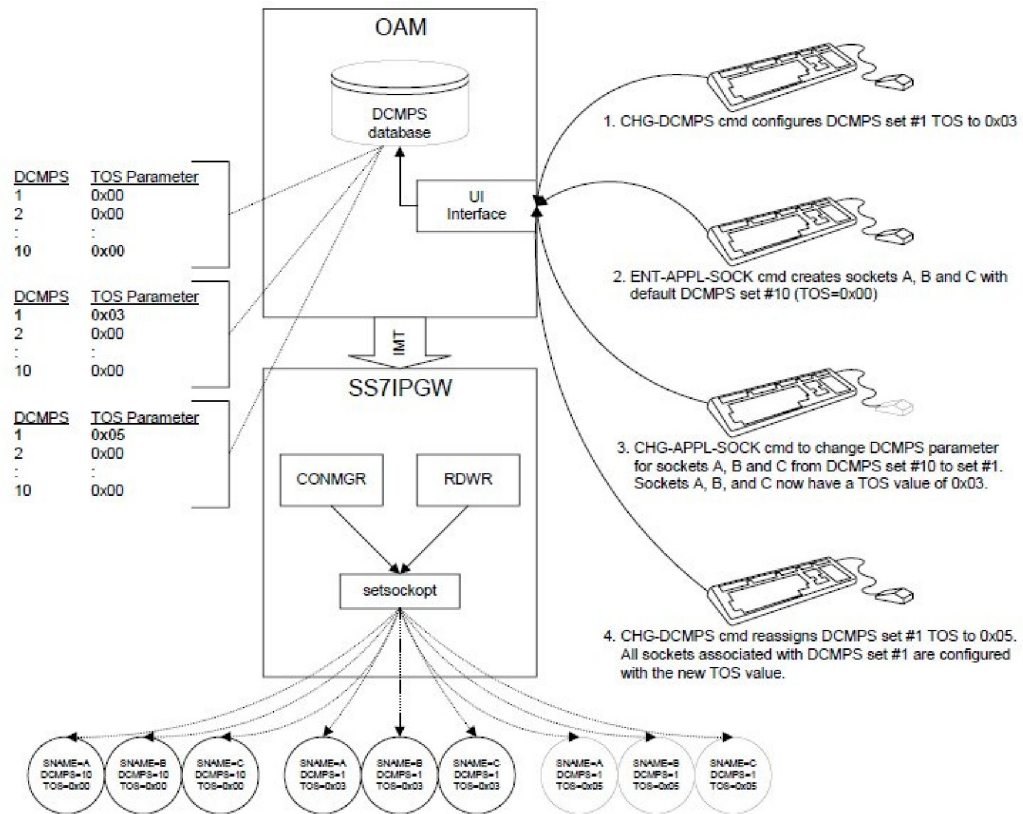 OAM
DCMPS
database
UI
Interface
DCMPS TOS Parameter
1 0x00
2 0x00
: :
10 0x00
DCMPS TOS Parameter
1 0x03
2 0x00
: :
10 0x00
DCMPS TOS Parameter
1 0x05
2 0x00
: :
10 0x00
IMT
SS7IPGW
CONMGR
RDWR
setsockopt
1. CHG-DCMPS cmd configures DCMPS set #1 TOS to 0x03
2. ENT-APPL-SOCK cmd creates sockets A, B and C with
default DCMPS set #10 (TOS=0x00)
3. CHG-APPL-SOCK cmd to change DCMPS parameter
for sockets A, B and C from DCMPS set #10 to set #1.
Sockets A, B, and C now have a TOS value of 0x03.
4. CHG-DCMPS cmd reassigns DCMPS set #1 TOS to 0x05.
All sockets associated with DCMPS set #1 are configured
with the new TOS value.
SNAME=A
DCMPS=10
TOS=0x00
SNAME=B
DCMPS=10
TOS=0x00
SNAME=C
DCMPS=10
TOS=0x00
SNAME=A
DCMPS=1
TOS=0x03
SNAME=B
DCMPS=1
TOS=0x03
SNAME=C
DCMPS=1
TOS=0x03
SNAME=A
DCMPS=1
TOS=0x05
SNAME=B
DCMPS=1
TOS=0x05
SNAME=C
DCMPS=1
TOS=0x05